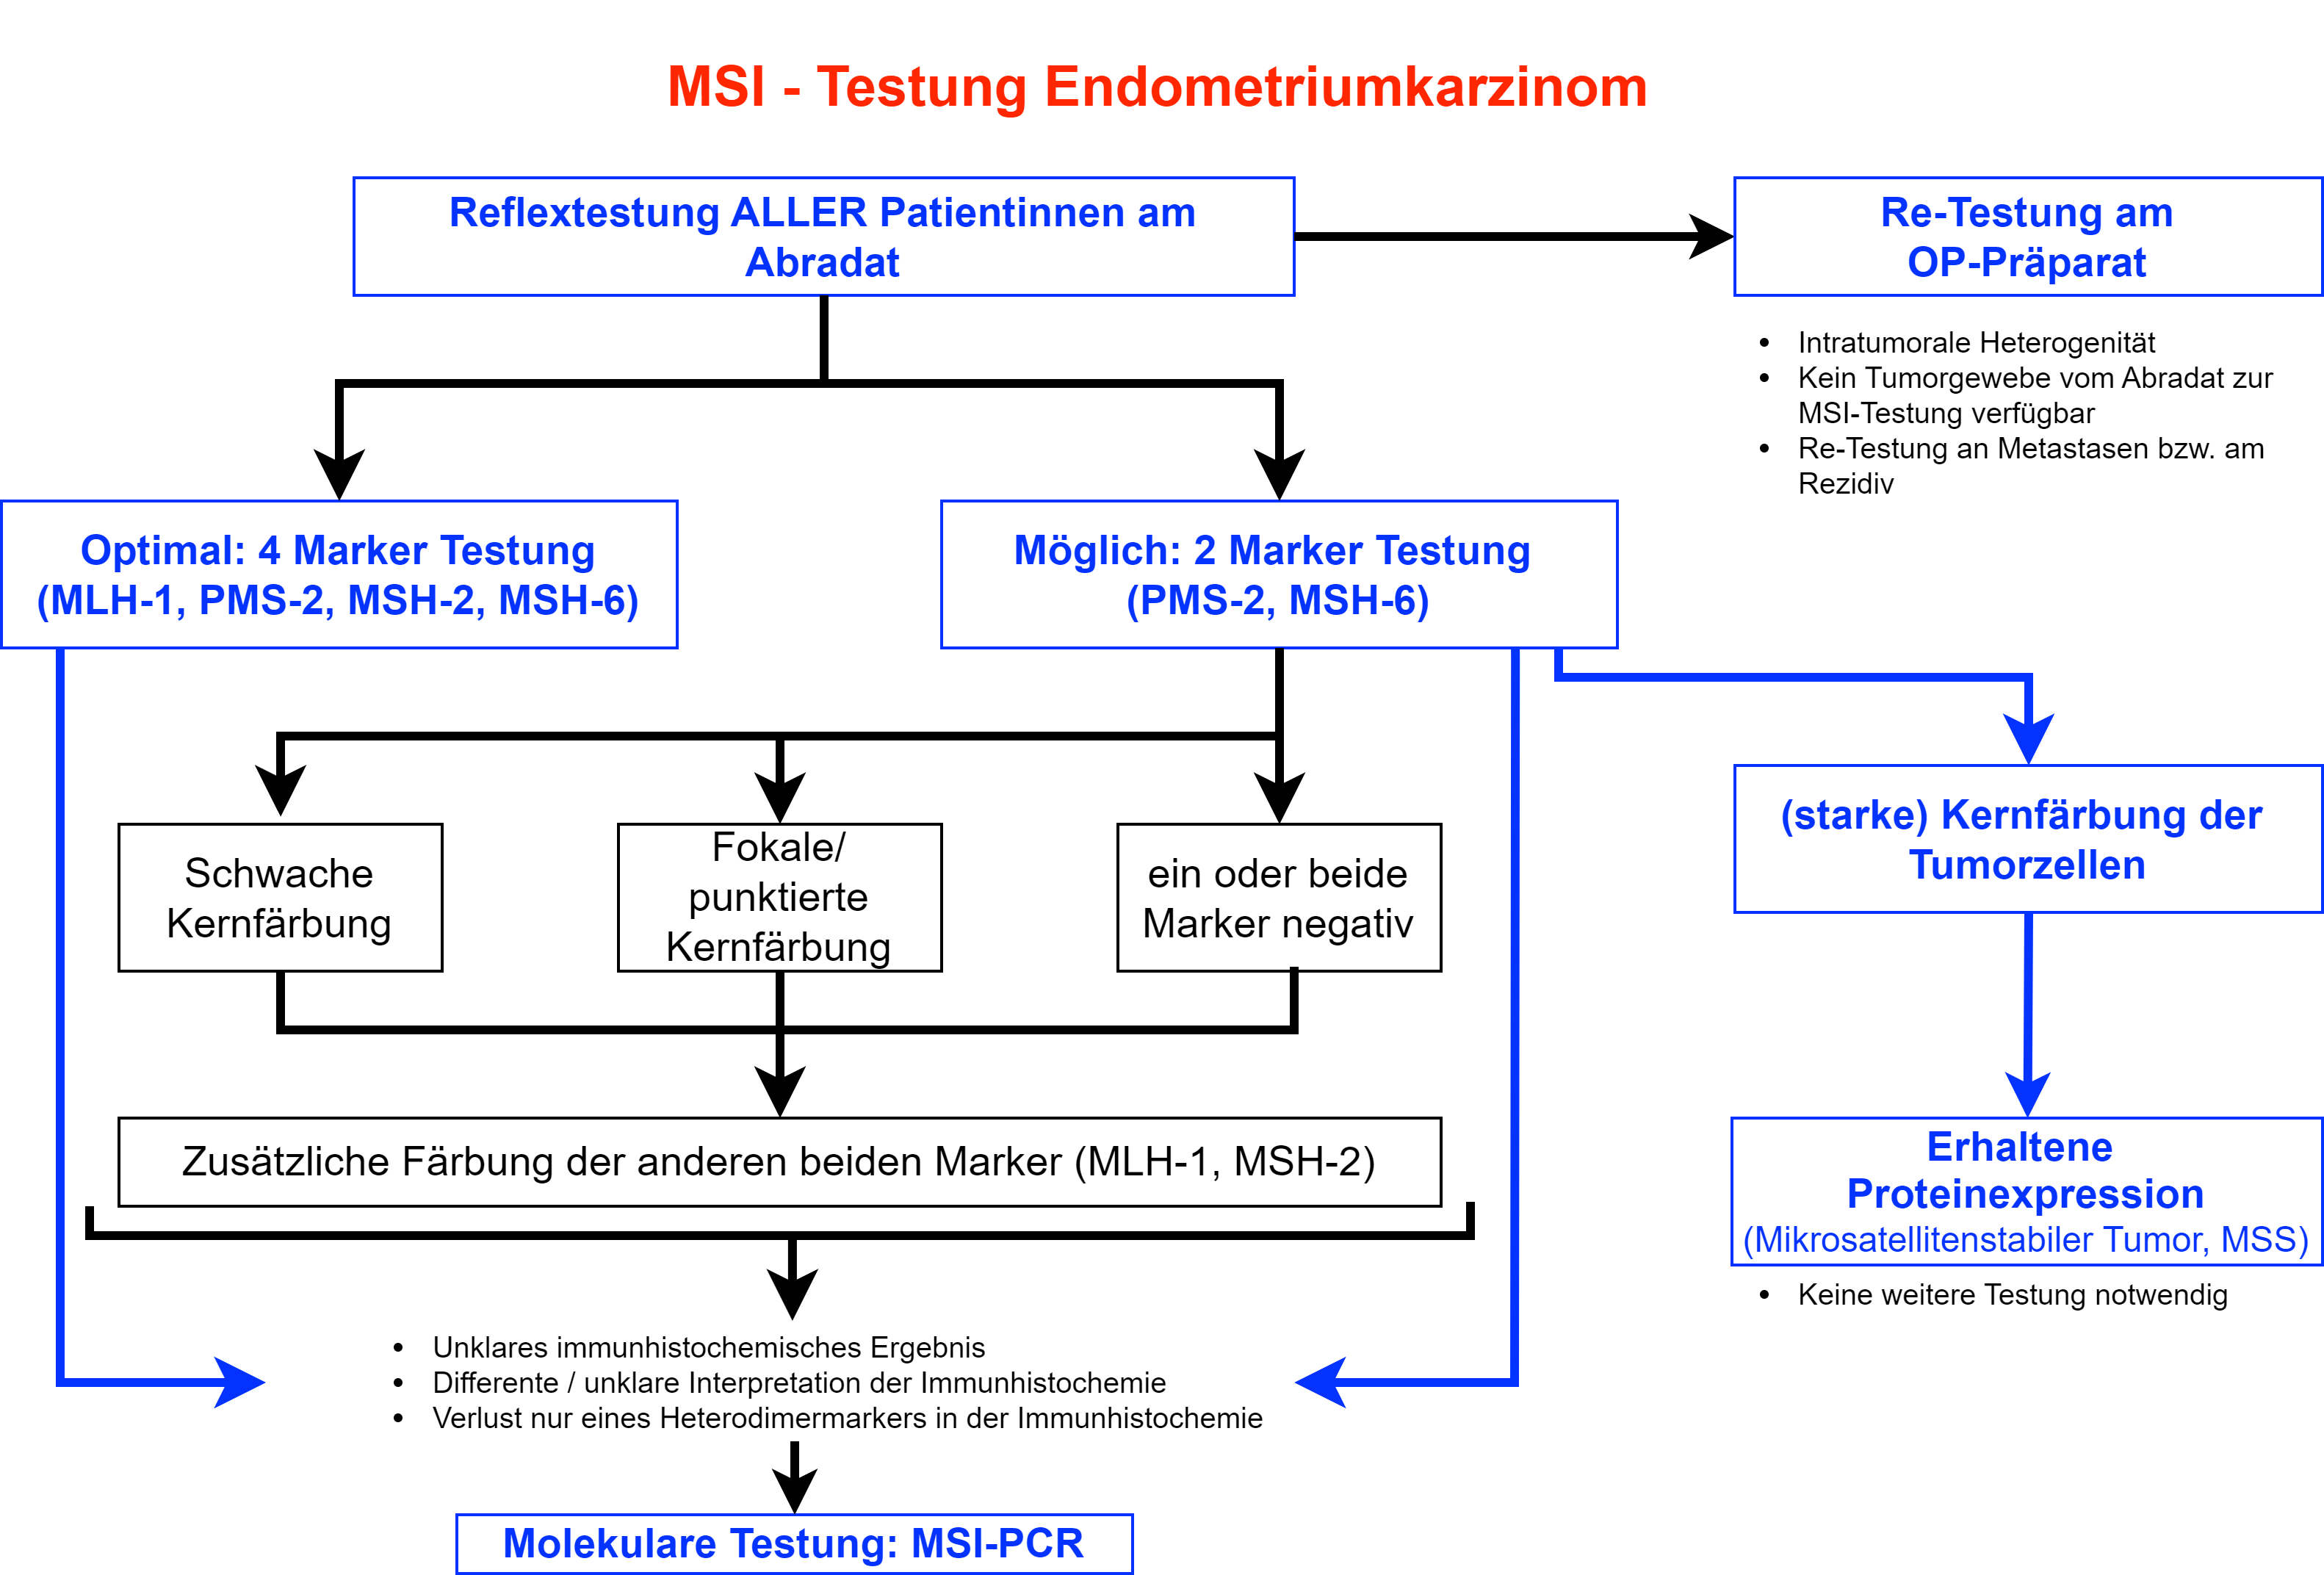 MSI - Testung Endometriumkarzinom
Reflextestung ALLER Patientinnen am
Abradat
Re-Testung am
OP-Präparat
• Intratumorale Heterogenität
• Kein Tumorgewebe vom Abradat zur
MSI-Testung verfügbar
• Re-Testung an Metastasen bzw. am
Rezidiv
Optimal: 4 Marker Testung
(MLH-1, PMS-2, MSH-2, MSH-6)
Möglich: 2 Marker Testung
(PMS-2, MSH-6)
Schwache
Kernfärbung
Fokale/
punktierte
Kernfärbung
ein oder beide
Marker negativ
(starke) Kernfärbung der
Tumorzellen
Zusätzliche Färbung der anderen beiden Marker (MLH-1, MSH-2)
Erhaltene
Proteinexpression
(Mikrosatellitenstabiler Tumor, MSS)
• Keine weitere Testung notwendig
• Unklares immunhistochemisches Ergebnis
• Differente / unklare Interpretation der Immunhistochemie
• Verlust nur eines Heterodimermarkers in der Immunhistochemie
Molekulare Testung: MSI-PCR